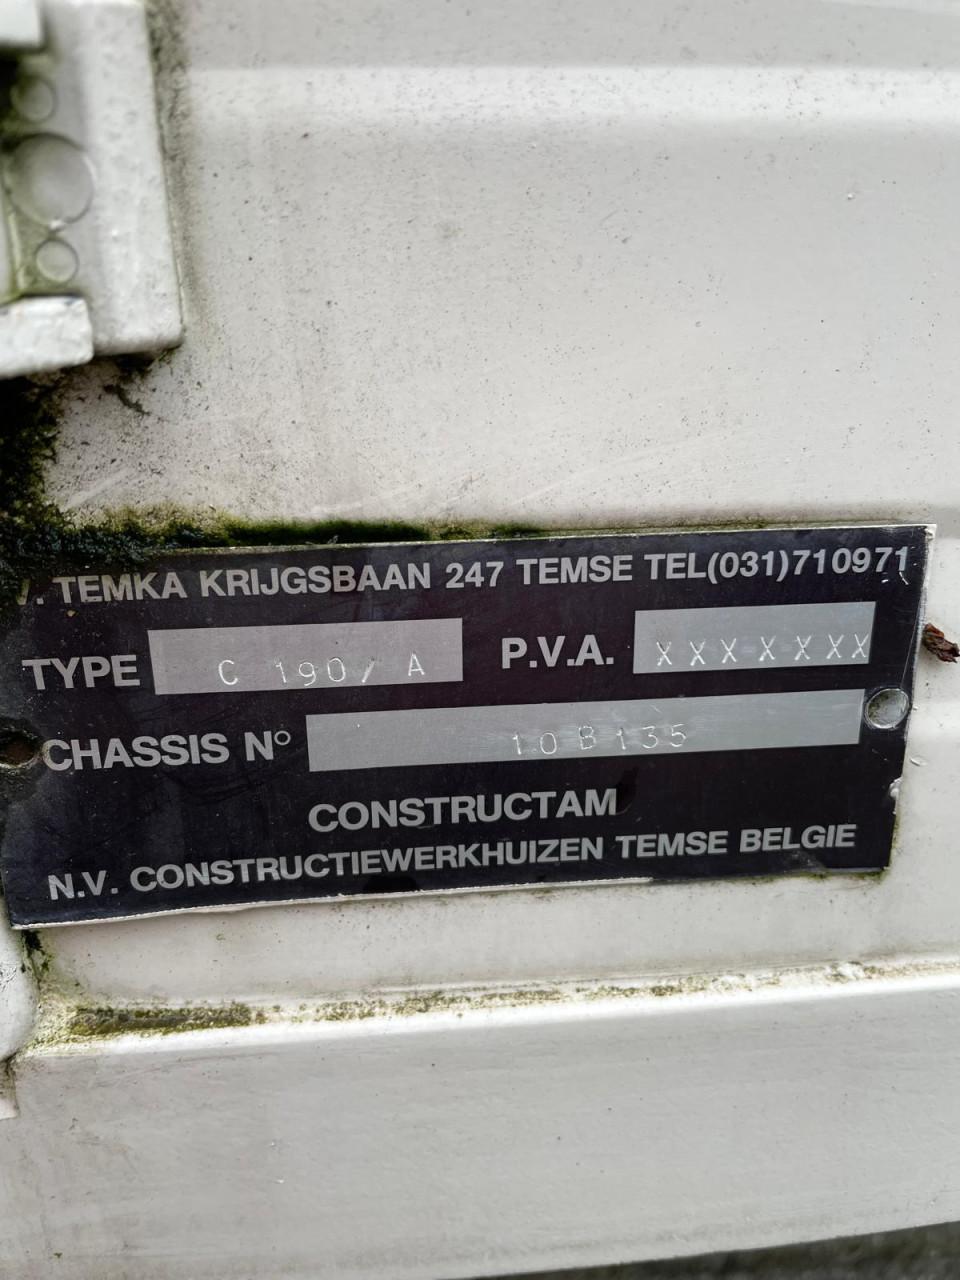 V. TEMKA KRIJGSBAAN 247 TEMSE TEL(031)710971
TYPE C 190/ A P.V.A. XXXXXXX
CHASSIS N° 10B135
CONSTRUCTAM
N.V. CONSTRUCTIEWERKHUIZEN TEMSE BELGIE